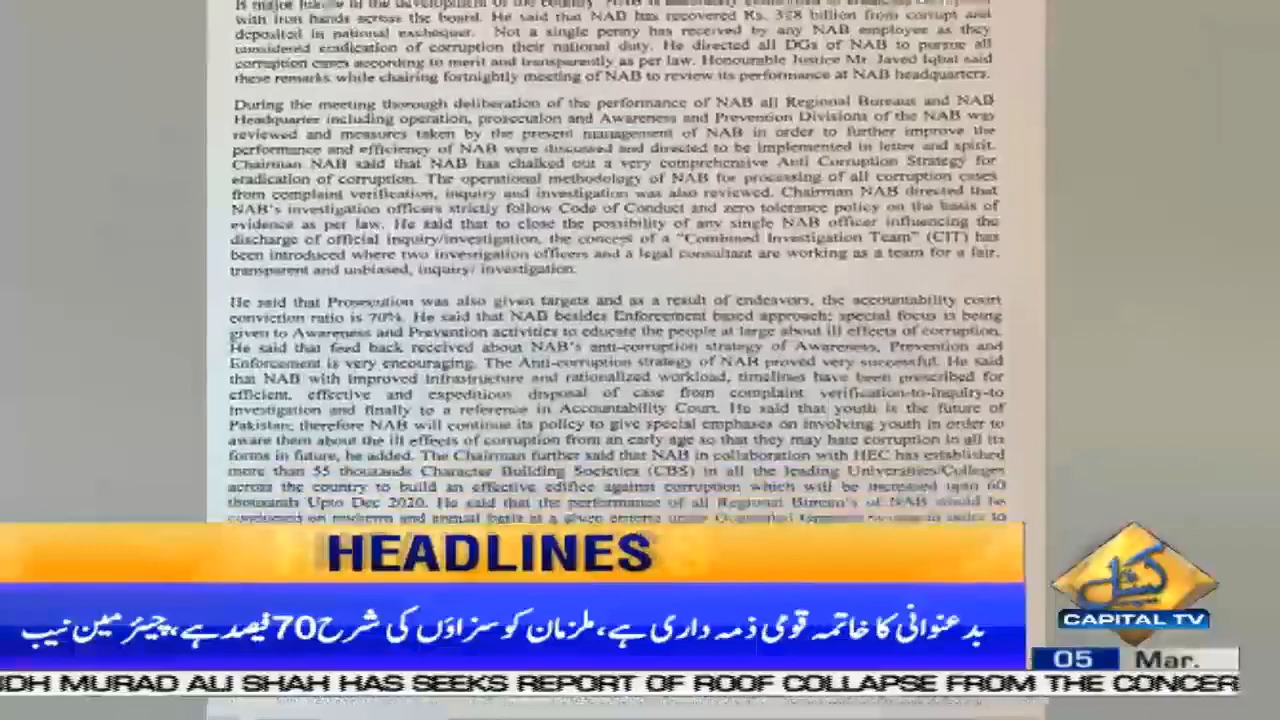 with iron hands across the board. He said that NAB has recovered Rs. 328 billion from corrupt and
deposited in national exchequer. Not a single penny has received by any NAB employee as they
considered eradication of corruption their national duty. He directed all DGs of NAB to pursue all
corruption cases according to merit and transparently as per law. Honourable Justice Mr. Javed Iqbal said
these remarks while chairing fortnightly meeting of NAB to review its performance at NAB headquarters.
During the meeting thorough deliberation of the performance of NAB all Regional Bureaus and NAB
Headquarter including operation, prosecution and Awareness and Prevention Divisions of the NAB was
reviewed and measures taken by the present management of NAB in order to further improve the
performance and efficiency of NAB were discussed and directed to be implemented in letter and spirit.
Chairman NAB said that NAB has chalked out a very comprehensive Anti Corruption Strategy for
eradication of corruption. The operational methodology of NAB for processing of all corruption cases
from complaint verification, inquiry and investigation was also reviewed. Chairman NAB directed that
NAB's investigation officers strictly follow Code of Conduct and zero tolerance policy on the basis of
evidence as per law. He said that to close the possibility of any single NAB officer influencing the
discharge of official inquiry/investigation, the concept of a "Combined Investigation Team" (CIT) has
been introduced where two investigation officers and a legal consultant are working as a team for a fair,
transparent and unbiased, inquiry/ investigation.
He said that Prosecution was also given targets and as a result of endeavors, the accountability court
conviction ratio is 70%. He said that NAB besides Enforcement based approach; special focus is being
given to Awareness and Prevention activities to educate the people at large about ill effects of corruption.
He said that feed back received about NAB's anti-corruption strategy of Awareness, Prevention and
Enforcement is very encouraging. The Anti-corruption strategy of NAB proved very successful. He said
that NAB with improved infrastructure and rationalized workload, timelines have been prescribed for
efficient, effective and expeditious disposal of case from complaint verification-to-inquiry-to
investigation and finally to a reference in Accountability Court. He said that youth is the future of
Pakistan; therefore NAB will continue its policy to give special emphases on involving youth in order to
aware them about the ill effects of corruption from an early age so that they may hate corruption in all its
forms in future, he added. The Chairman further said that NAB in collaboration with HEC has established
more than 55 thousands Character Building Societies (CBS) in all the leading Universities/Colleges
across the country to build an effective edifice against corruption which will be increased upto 60
thousands Upto Dec 2020. He said that the performance of all Regional Bureau's of NAB would be
HEADLINES
بدعنوانی کا خاتمہ قومی ذمہ داری ہے، ملزمان کو سزاؤں کی شرح 70 فیصد ہے، چیئرمین نیب
کیپٹل
CAPITAL TV
05 Mar.
IDH MURAD ALI SHAH HAS SEEKS REPORT OF ROOF COLLAPSE FROM THE CONCER